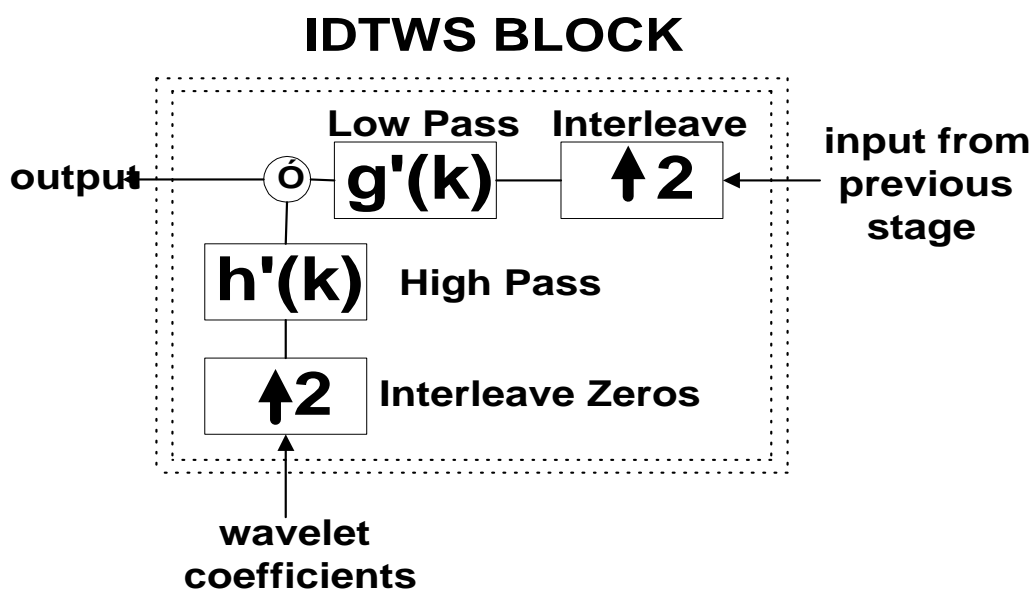 IDTWS BLOCK
Low Pass
Interleave
input from
previous
stage
output
Ó
g'(k)
2
h'(k)
High Pass
2
Interleave Zeros
wavelet
coefficients